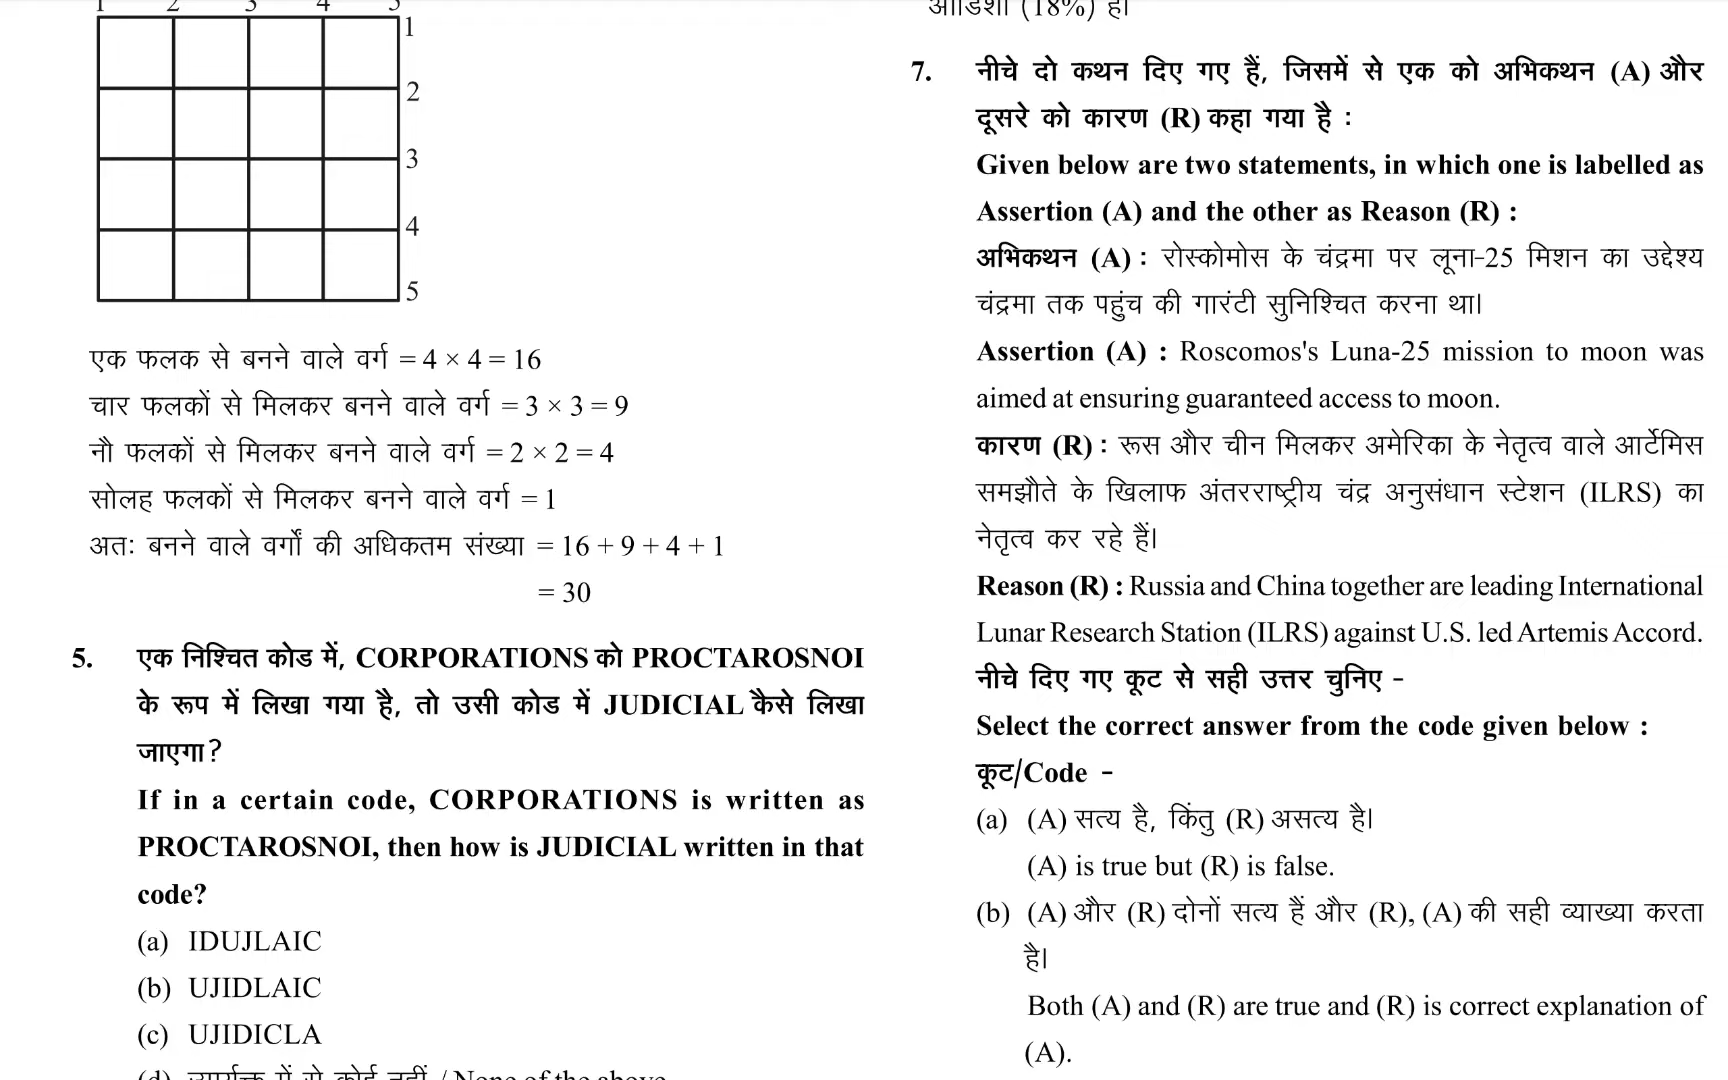 1 2 3 4 5
1
2
3
4
5
एक फलक से बनने वाले वर्ग = 4 × 4 = 16
चार फलकों से मिलकर बनने वाले वर्ग = 3 × 3 = 9
नौ फलकों से मिलकर बनने वाले वर्ग = 2 × 2 = 4
सोलह फलकों से मिलकर बनने वाले वर्ग = 1
अतः बनने वाले वर्गों की अधिकतम संख्या = 16 + 9 + 4 + 1
= 30
5. एक निश्चित कोड में, CORPORATIONS को PROCTAROSNOI
के रूप में लिखा गया है, तो उसी कोड में JUDICIAL कैसे लिखा
जाएगा?
If in a certain code, CORPORATIONS is written as
PROCTAROSNOI, then how is JUDICIAL written in that
code?
(a) IDUJLAIC
(b) UJIDLAIC
(c) UJIDICLA
(d) उपर्युक्त में से कोई नहीं / None of the above
ओडिशा (18%) है।
7. नीचे दो कथन दिए गए हैं, जिसमें से एक को अभिकथन (A) और
दूसरे को कारण (R) कहा गया है :
Given below are two statements, in which one is labelled as
Assertion (A) and the other as Reason (R) :
अभिकथन (A) : रोस्कोमोस के चंद्रमा पर लूना-25 मिशन का उद्देश्य
चंद्रमा तक पहुंच की गारंटी सुनिश्चित करना था।
Assertion (A) : Roscomos's Luna-25 mission to moon was
aimed at ensuring guaranteed access to moon.
कारण (R) : रूस और चीन मिलकर अमेरिका के नेतृत्व वाले आर्टेमिस
समझौते के खिलाफ अंतरराष्ट्रीय चंद्र अनुसंधान स्टेशन (ILRS) का
नेतृत्व कर रहे हैं।
Reason (R) : Russia and China together are leading International
Lunar Research Station (ILRS) against U.S. led Artemis Accord.
नीचे दिए गए कूट से सही उत्तर चुनिए -
Select the correct answer from the code given below :
कूट/Code -
(a) (A) सत्य है, किंतु (R) असत्य है।
(A) is true but (R) is false.
(b) (A) और (R) दोनों सत्य हैं और (R), (A) की सही व्याख्या करता
है।
Both (A) and (R) are true and (R) is correct explanation of
(A).